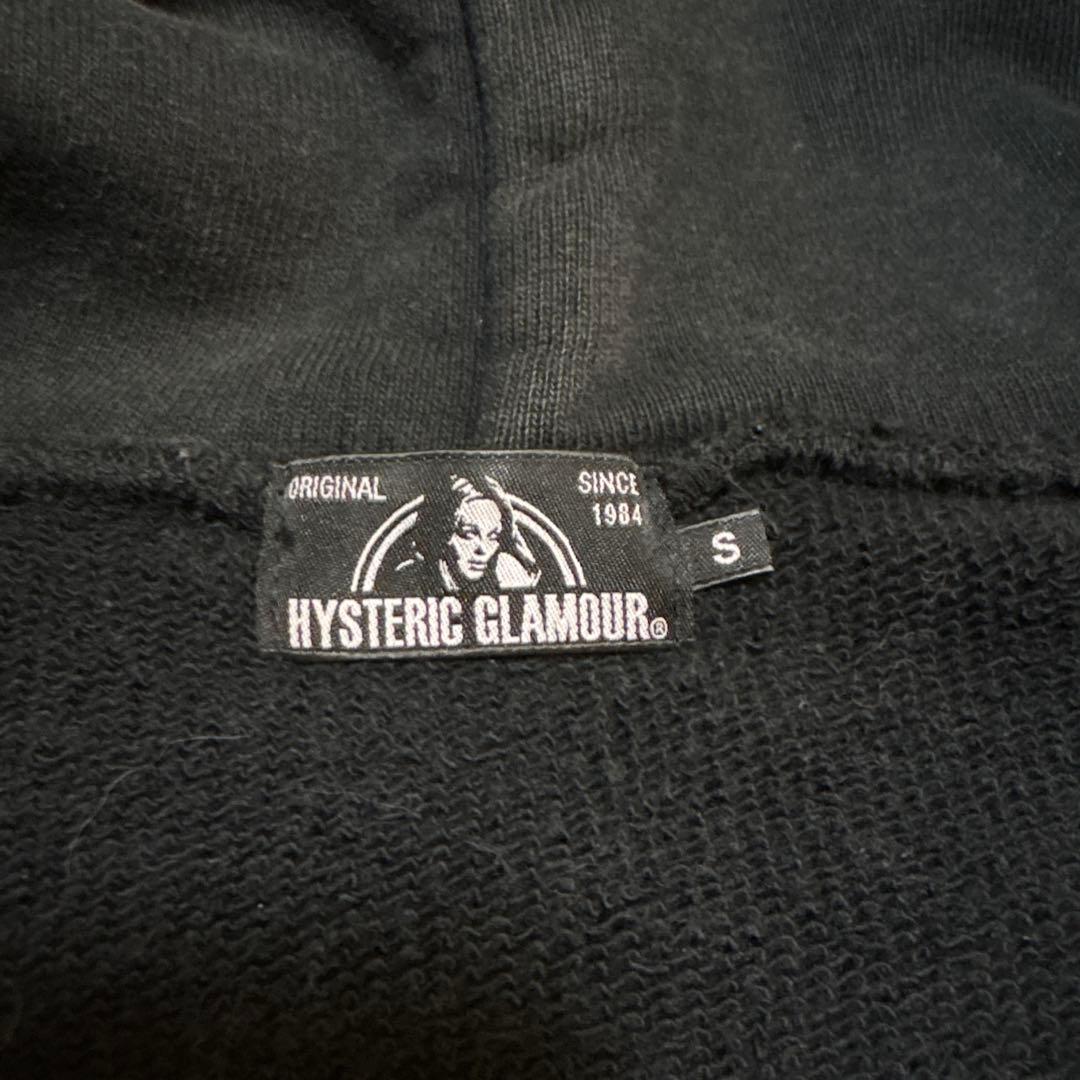 ORIGINAL
SINCE
1984
HYSTERIC GLAMOUR®
S